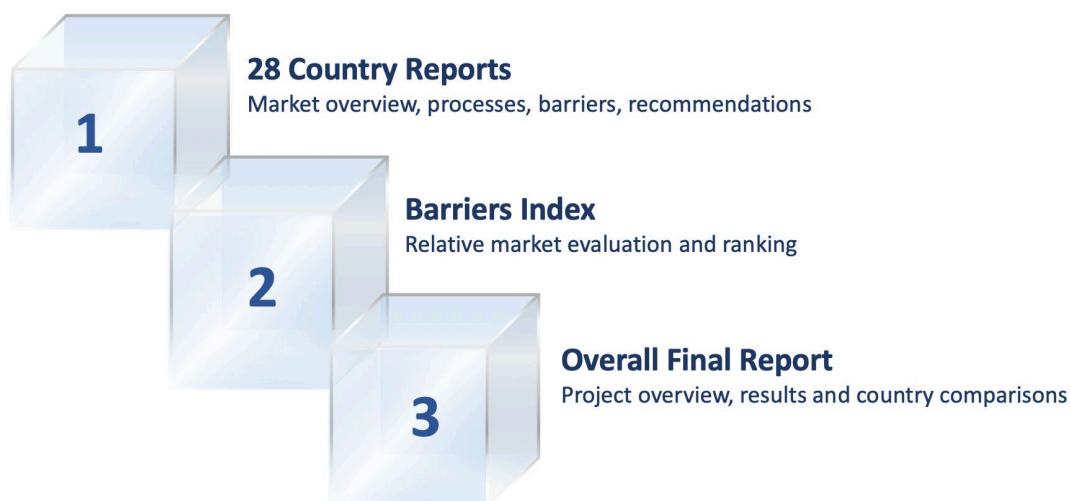 1
28 Country Reports
Market overview, processes, barriers, recommendations
2
Barriers Index
Relative market evaluation and ranking
3
Overall Final Report
Project overview, results and country comparisons